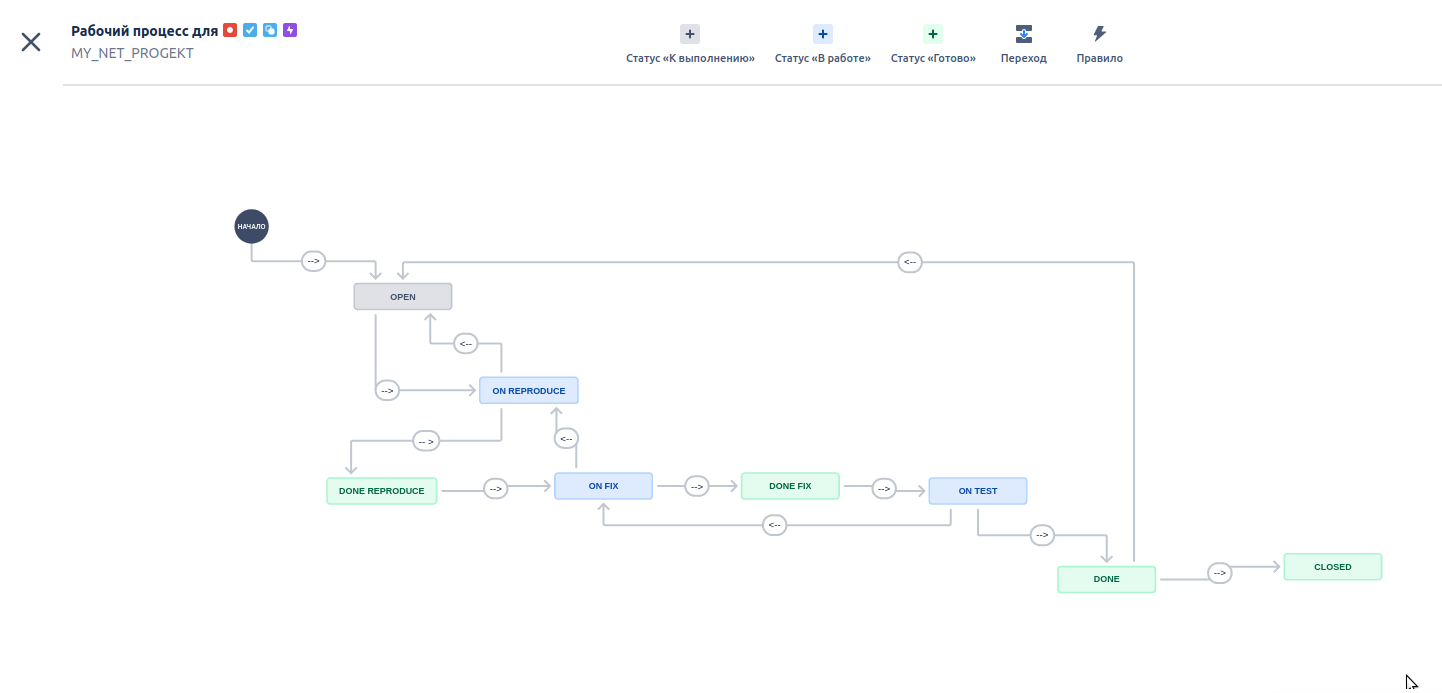 Рабочий процесс для
MY_NET_PROGEKT
Статус «К выполнению»
Статус «В работе»
Статус «Готово»
Переход
Правило
НАЧАЛО
-->
<--
OPEN
<--
-->
ON REPRODUCE
-- >
<--
DONE REPRODUCE
-->
ON FIX
-->
DONE FIX
-->
ON TEST
<--
-->
DONE
-->
CLOSED